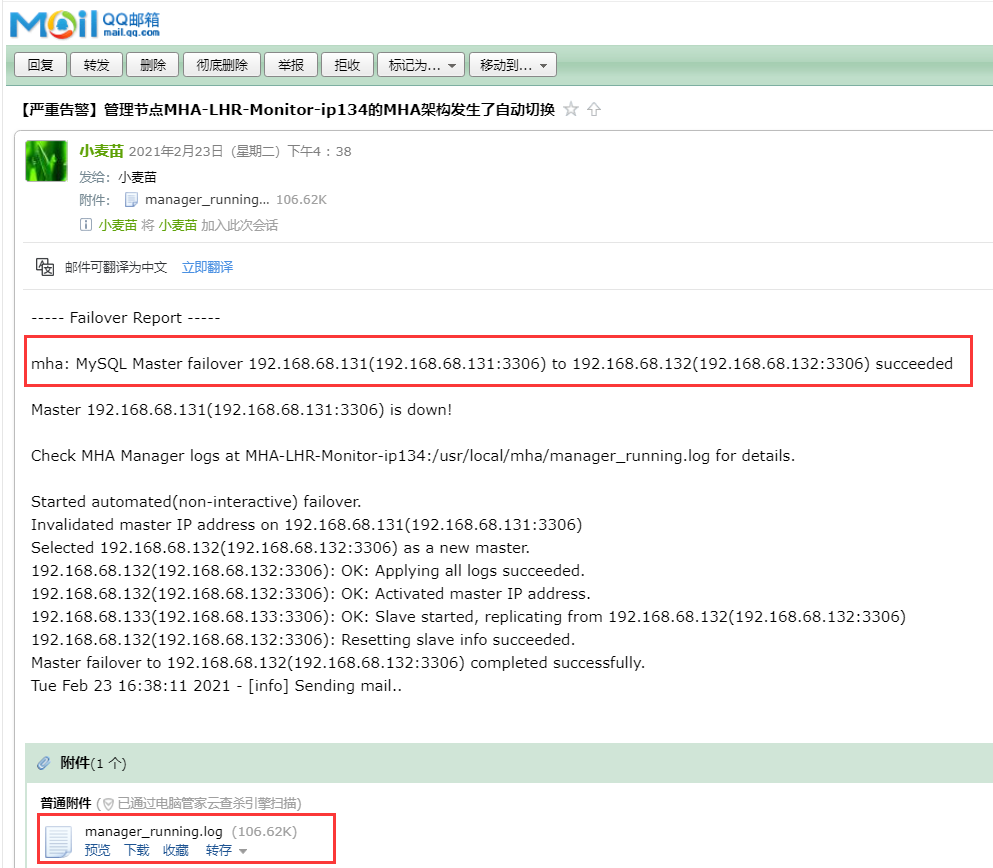 Mail QQ邮箱
mail.qq.com
回复 转发 删除 彻底删除 举报 拒收 标记为... 移动到...
【严重告警】管理节点MHA-LHR-Monitor-ip134的MHA架构发生了自动切换
小麦苗 2021年2月23日（星期二）下午4：38
发给： 小麦苗
附件： manager_running... 106.62K
小麦苗 将 小麦苗 加入此次会话
邮件可翻译为中文 立即翻译
----- Failover Report -----
mha: MySQL Master failover 192.168.68.131(192.168.68.131:3306) to 192.168.68.132(192.168.68.132:3306) succeeded
Master 192.168.68.131(192.168.68.131:3306) is down!
Check MHA Manager logs at MHA-LHR-Monitor-ip134:/usr/local/mha/manager_running.log for details.
Started automated(non-interactive) failover.
Invalidated master IP address on 192.168.68.131(192.168.68.131:3306)
Selected 192.168.68.132(192.168.68.132:3306) as a new master.
192.168.68.132(192.168.68.132:3306): OK: Applying all logs succeeded.
192.168.68.132(192.168.68.132:3306): OK: Activated master IP address.
192.168.68.133(192.168.68.133:3306): OK: Slave started, replicating from 192.168.68.132(192.168.68.132:3306)
192.168.68.132(192.168.68.132:3306): Resetting slave info succeeded.
Master failover to 192.168.68.132(192.168.68.132:3306) completed successfully.
Tue Feb 23 16:38:11 2021 - [info] Sending mail..
附件(1 个)
普通附件 (已通过电脑管家云查杀引擎扫描)
manager_running.log (106.62K)
预览 下载 收藏 转存